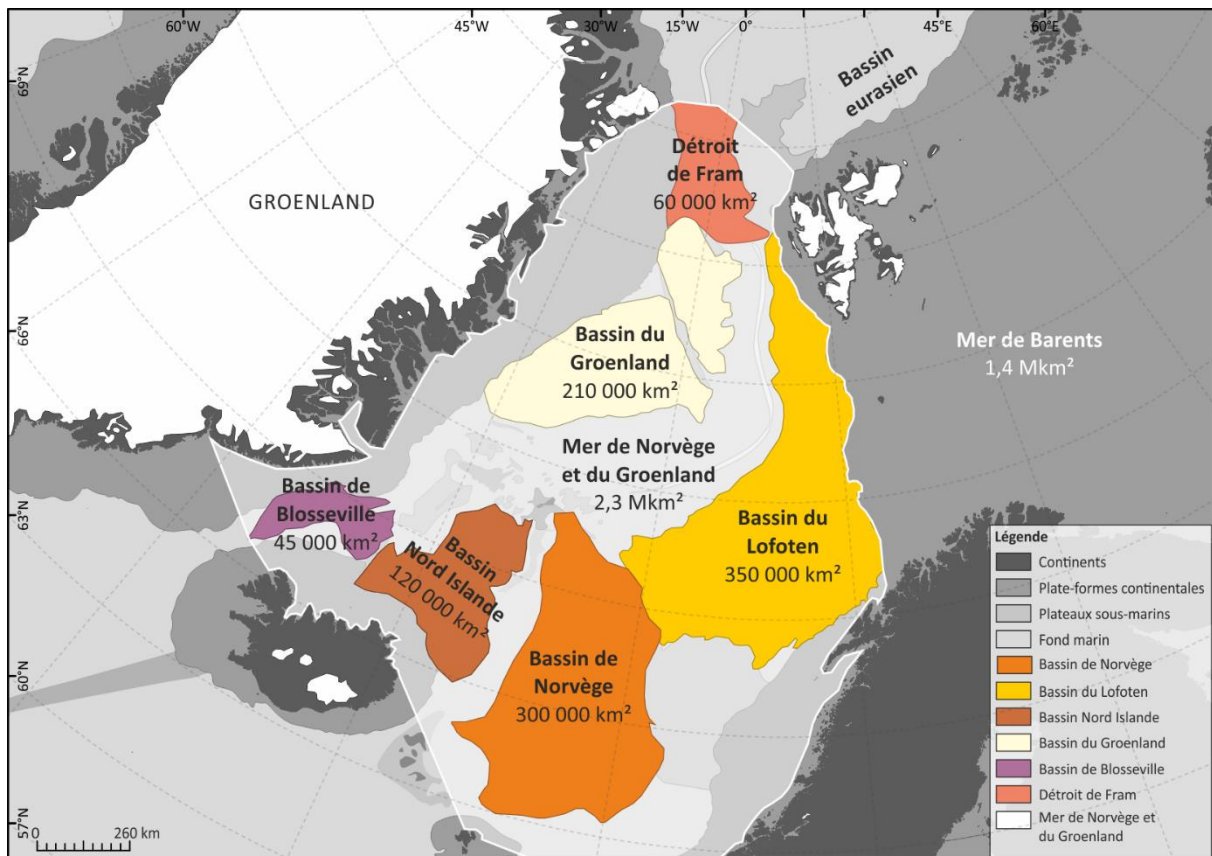 60°W
45°W
30°W
15°W
0°
45°E
60°E
69°N
66°N
63°N
60°N
57°N
GROENLAND
Bassin
eurasien
Détroit
de Fram
60 000 km²
Bassin du
Groenland
210 000 km²
Mer de Barents
1,4 Mkm²
Mer de Norvège
et du Groenland
2,3 Mkm²
Bassin de
Blosseville
45 000 km²
Bassin
Nord Islande
120 000 km²
Bassin du
Lofoten
350 000 km²
Bassin de
Norvège
300 000 km²
Légende
Continents
Plate-formes continentales
Plateaux sous-marins
Fond marin
Bassin de Norvège
Bassin du Lofoten
Bassin Nord Islande
Bassin du Groenland
Bassin de Blosseville
Détroit de Fram
Mer de Norvège et
du Groenland
0 260 km